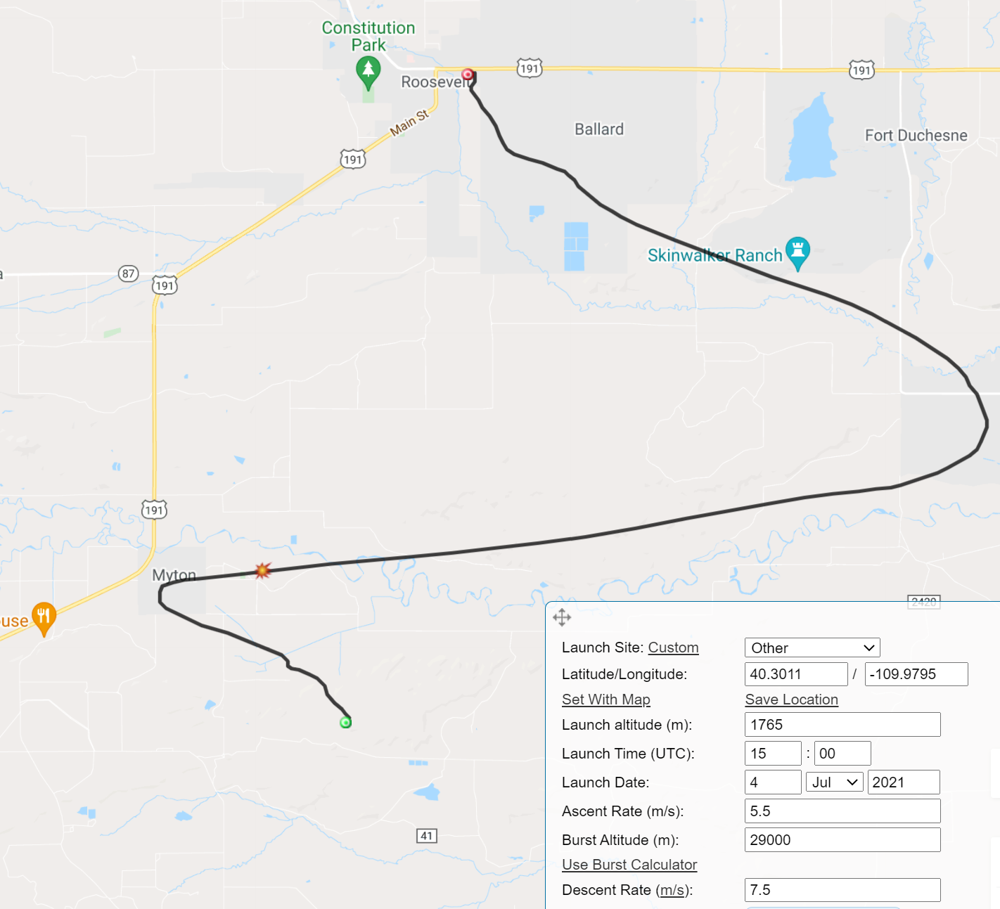 Constitution
Park
191
191
Roosevelt
Main St
Ballard
Fort Duchesne
191
Skinwalker Ranch
87
191
191
Myton
ouse
2420
Launch Site: Custom Other
Latitude/Longitude: 40.3011 / -109.9795
Set With Map Save Location
Launch altitude (m): 1765
Launch Time (UTC): 15 : 00
Launch Date: 4 Jul 2021
Ascent Rate (m/s): 5.5
41
Burst Altitude (m): 29000
Use Burst Calculator
Descent Rate (m/s): 7.5